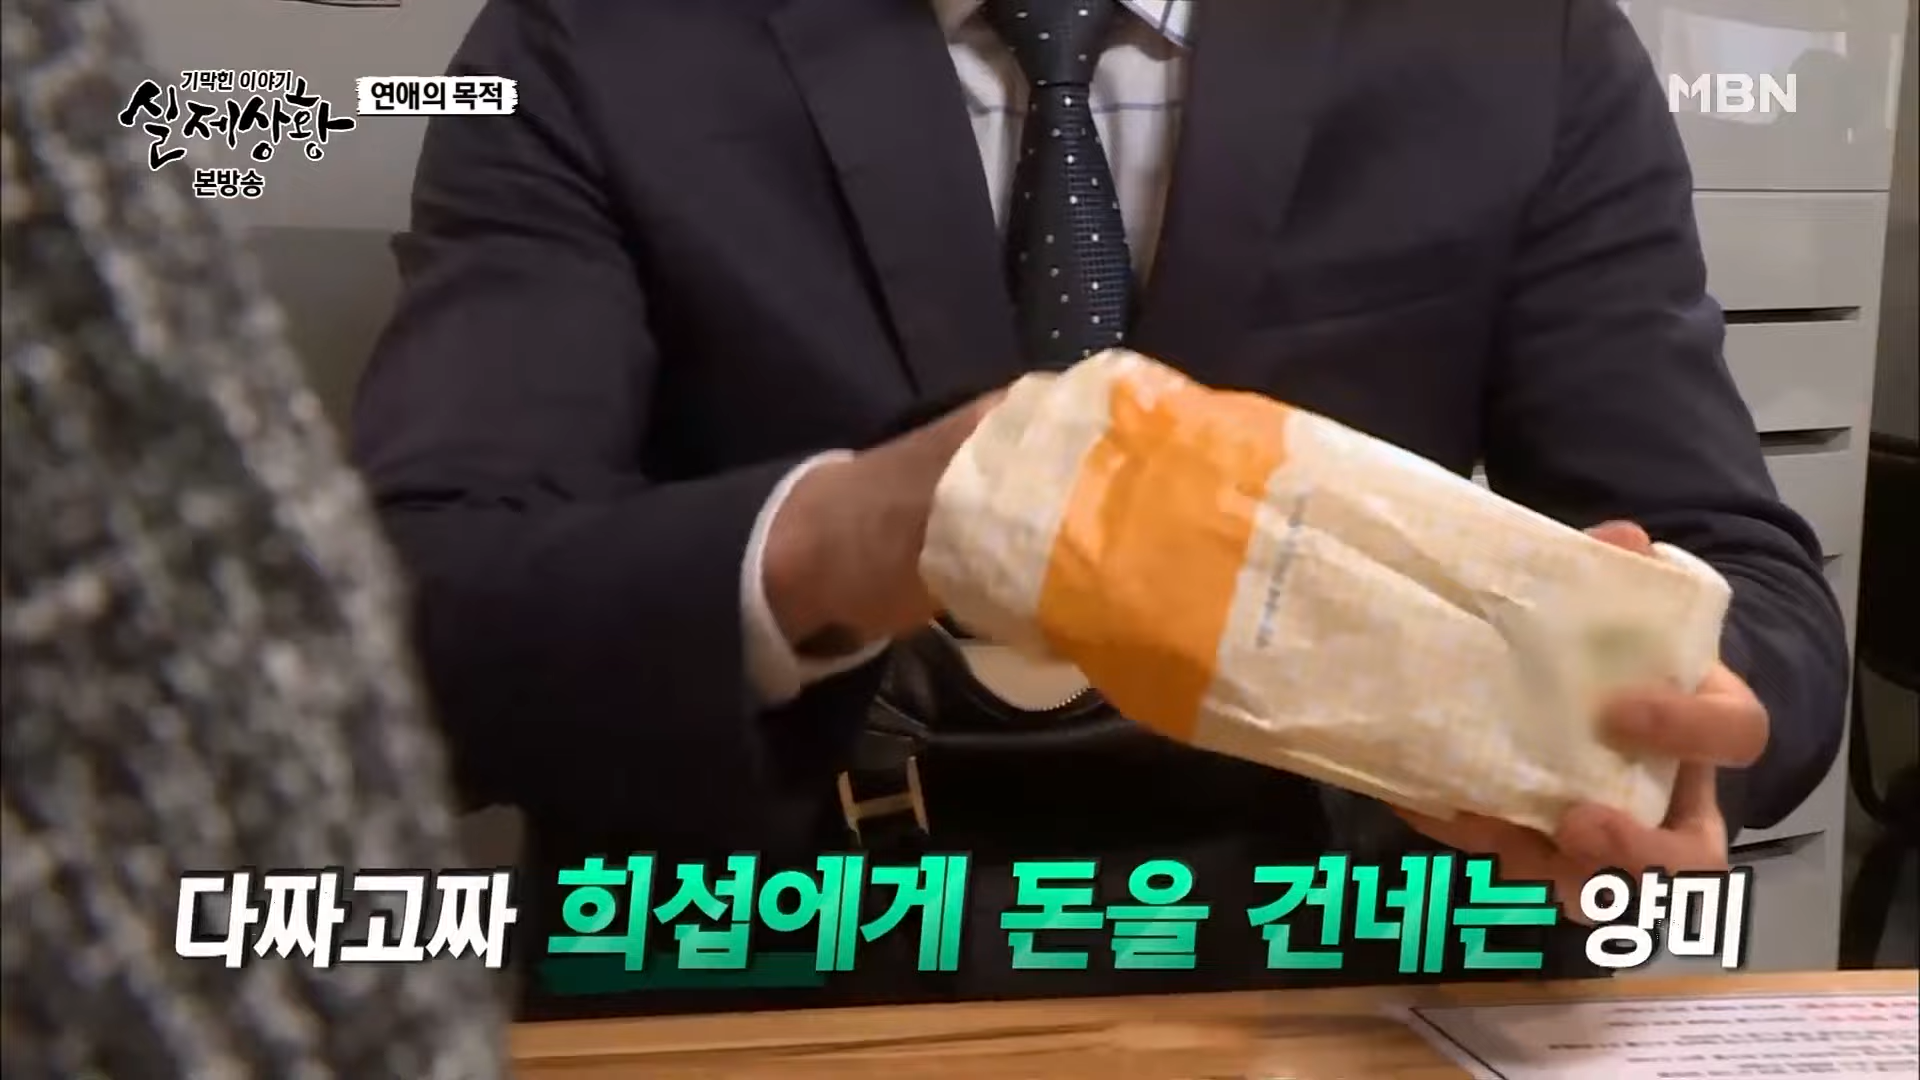 기막힌 이야기
실제상황
본방송
연애의 목적
MBN
다짜고짜 희섭에게 돈을 건네는 양미